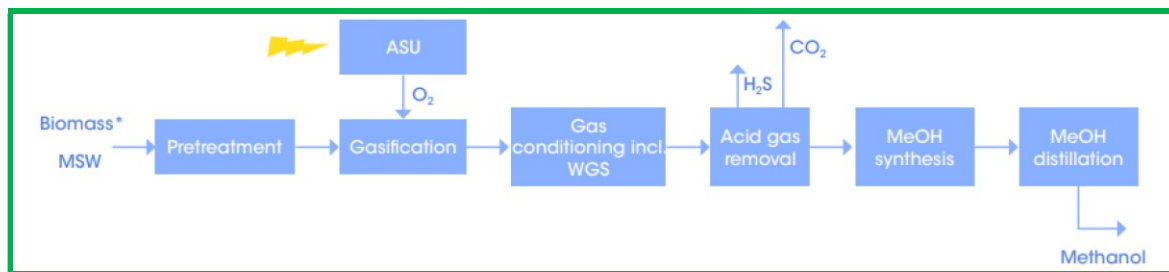 ASU
CO₂
H₂S
O₂
Biomass*
MSW
Pretreatment
Gasification
Gas
conditioning incl.
WGS
Acid gas
removal
MeOH
synthesis
MeOH
distillation
Methanol